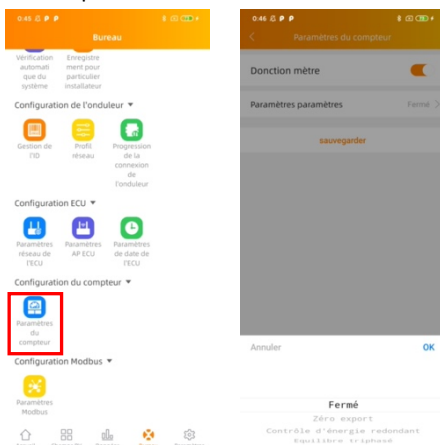 0:45
Bureau
Vérification automati que du système
Enregistre ment pour particulier installateur
Configuration de l'onduleur ▼
Gestion de l'ID
Profil réseau
Progression de la connexion de l'onduleur
Configuration ECU ▼
Paramètres réseau de l'ECU
Paramètres AP ECU
Paramètres de date de l'ECU
Configuration du compteur ▼
Paramètres du compteur
Configuration Modbus ▼
Paramètres Modbus
0:46
Paramètres du compteur
Donction mètre
Paramètres paramètres
Fermé
sauvegarder
Annuler
OK
Fermé
Zéro export
Contrôle d'énergie redondant
Equilibre triphasé